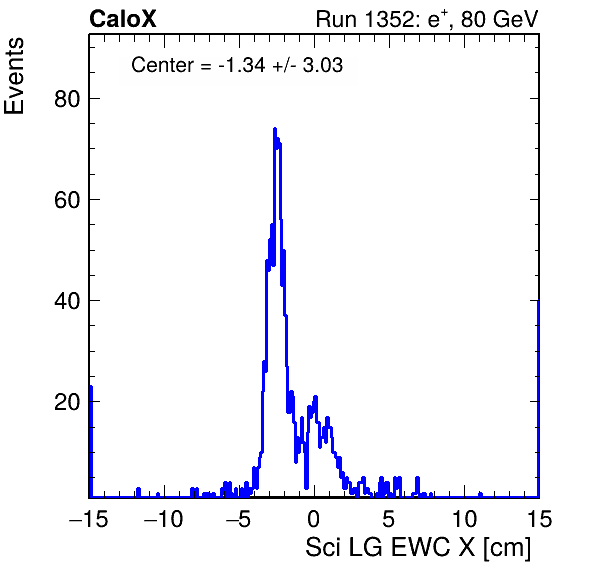 CaloX Run 1352: e⁺, 80 GeV
Center = -1.34 +/- 3.03
Events
80
60
40
20
−15 −10 −5 0 5 10 15
Sci LG EWC X [cm]